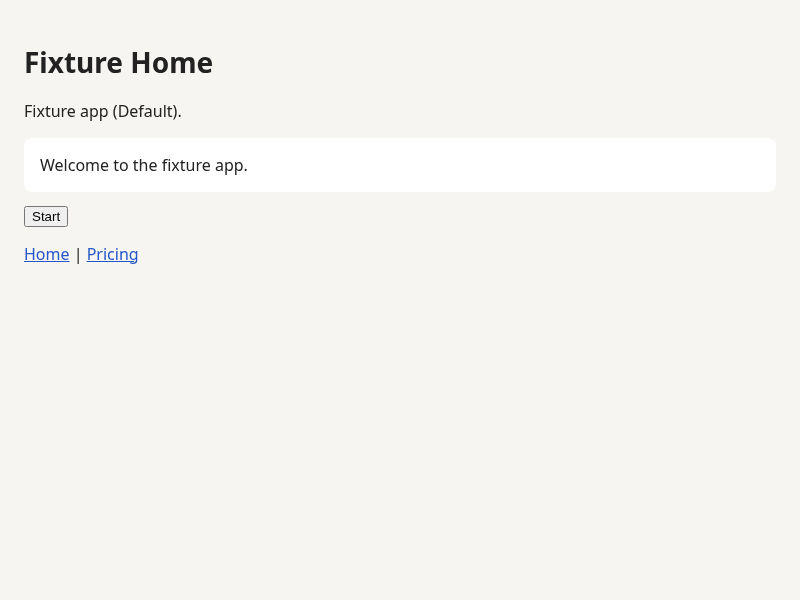 Fixture Home
Fixture app (Default).
Welcome to the fixture app.
Start
Home | Pricing